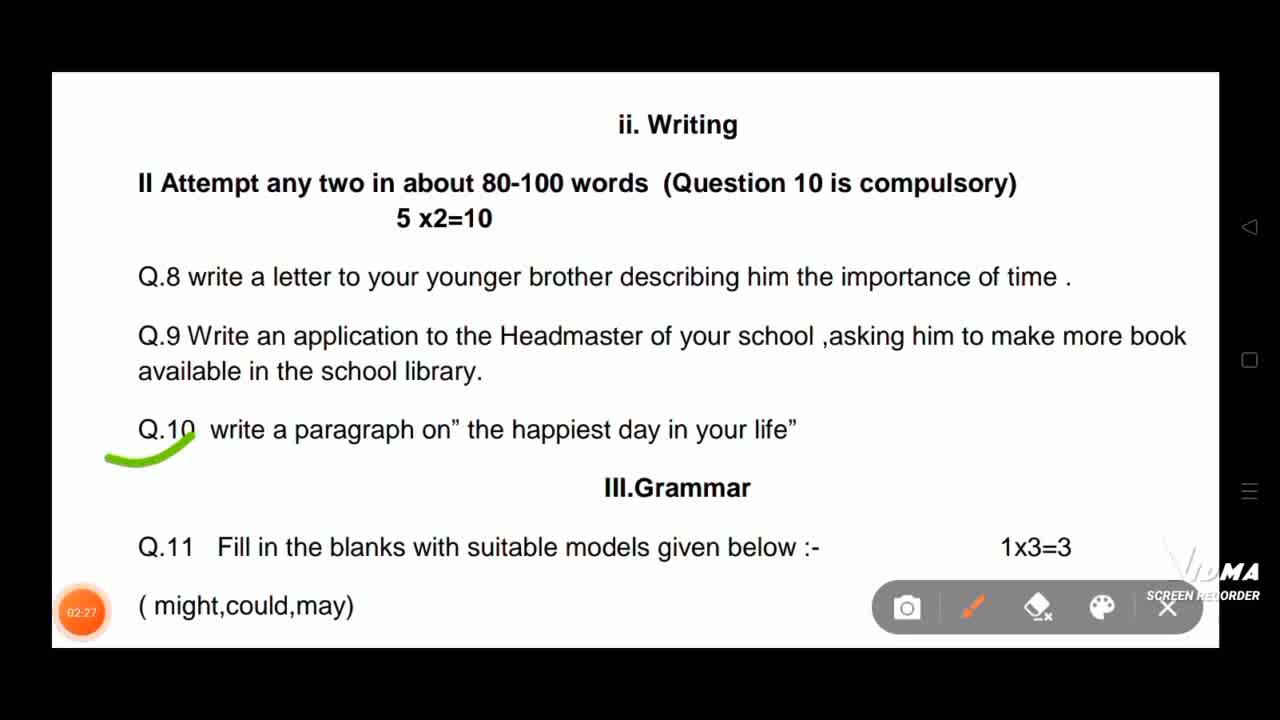 ii. Writing
II Attempt any two in about 80-100 words (Question 10 is compulsory)
5 x2=10
Q.8 write a letter to your younger brother describing him the importance of time .
Q.9 Write an application to the Headmaster of your school ,asking him to make more book
available in the school library.
Q.10 write a paragraph on” the happiest day in your life”
III.Grammar
Q.11 Fill in the blanks with suitable models given below :- 1x3=3
( might,could,may)
02:27
VIDMA
SCREEN RECORDER